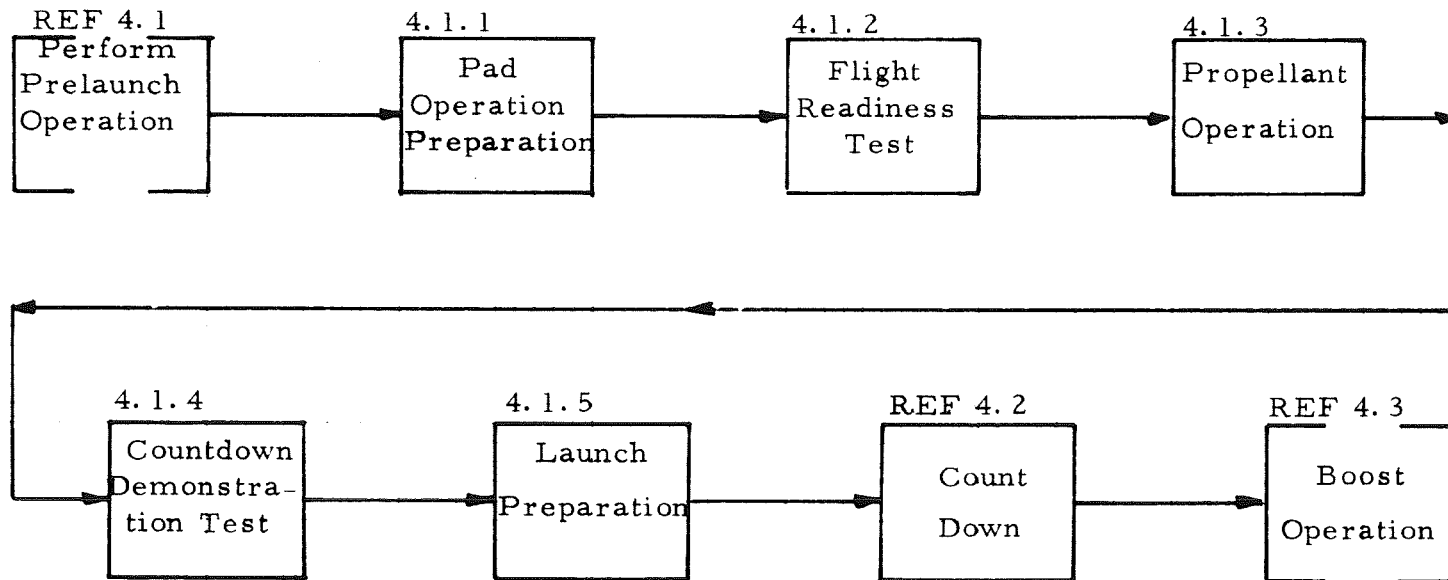 REF 4.1
Perform
Prelaunch
Operation
4.1.1
Pad
Operation
Preparation
4.1.2
Flight
Readiness
Test
4.1.3
Propellant
Operation
4.1.4
Countdown
Demonstra-
tion Test
4.1.5
Launch
Preparation
REF 4.2
Count
Down
REF 4.3
Boost
Operation